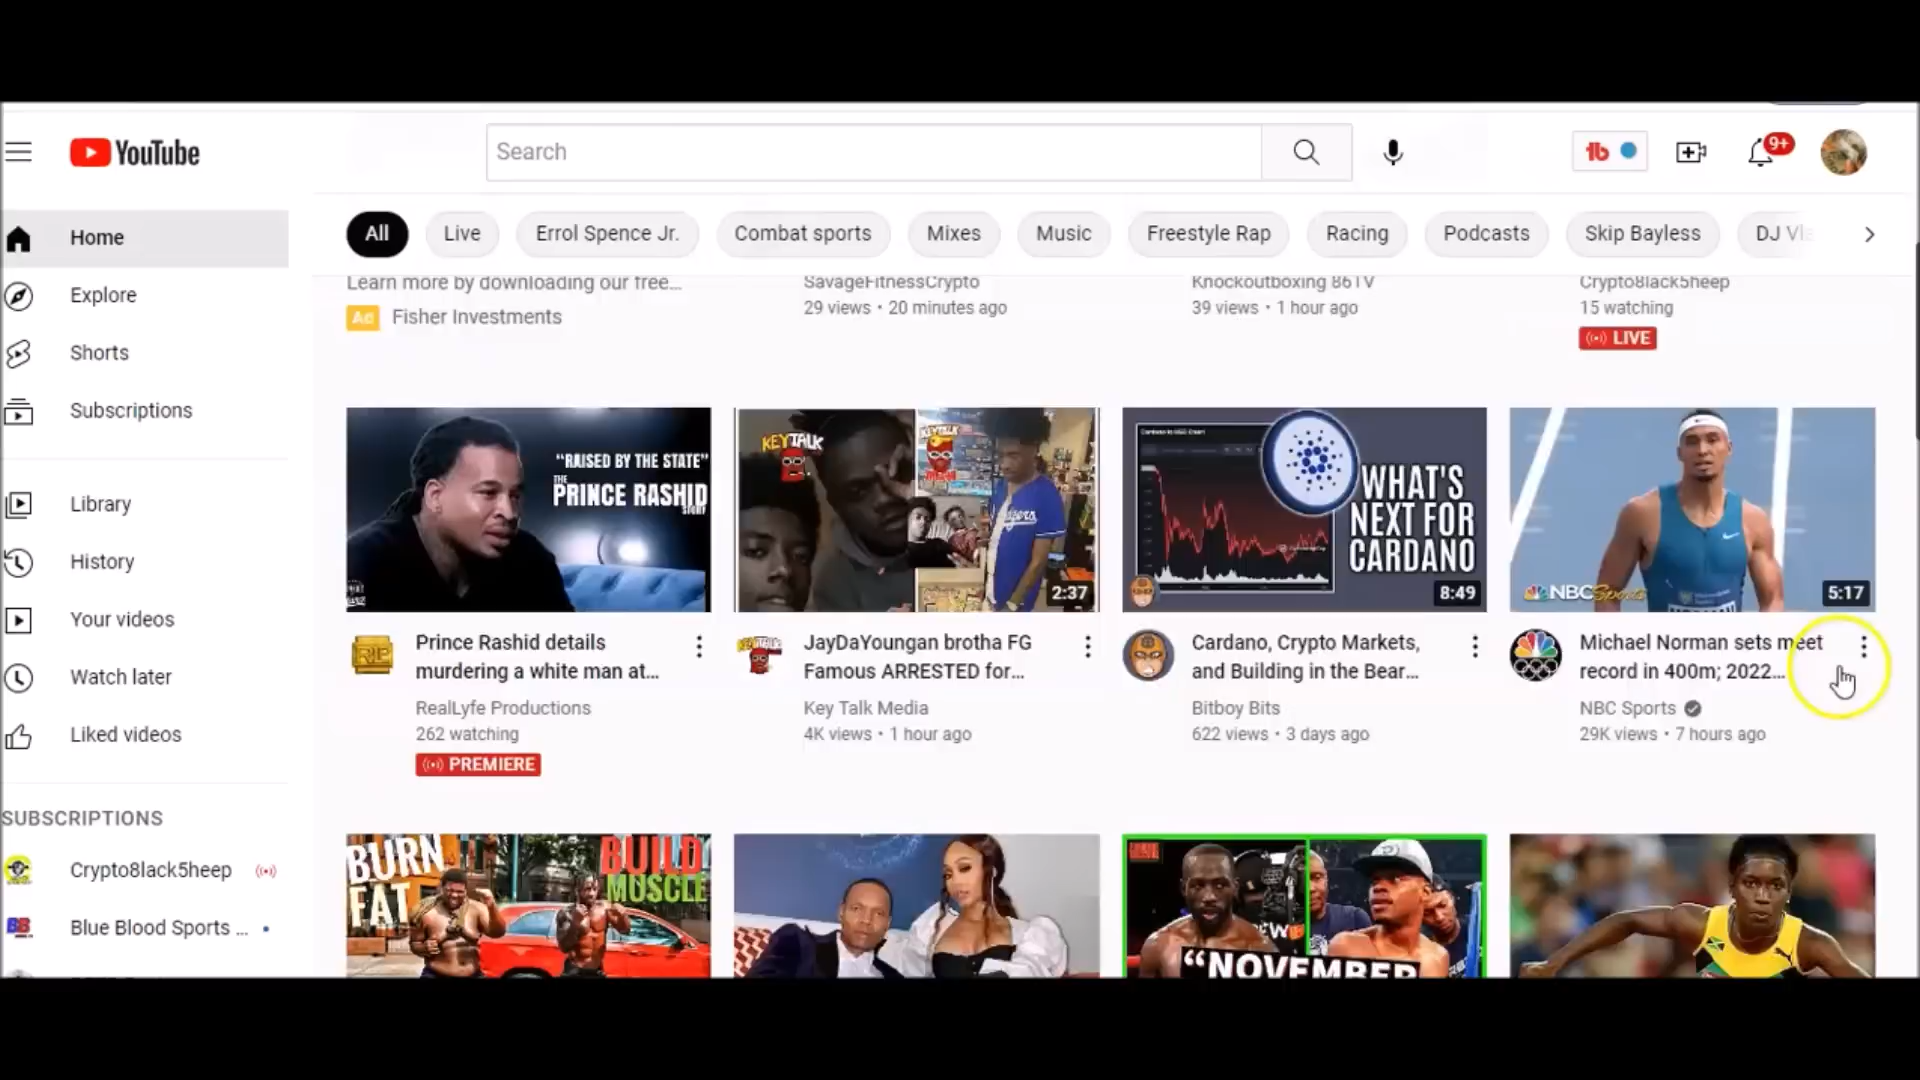 YouTube
Search
9+
Home
Explore
Shorts
Subscriptions
Library
History
Your videos
Watch later
Liked videos
SUBSCRIPTIONS
Crypto8lack5heep
Blue Blood Sports ...
All
Live
Errol Spence Jr.
Combat sports
Mixes
Music
Freestyle Rap
Racing
Podcasts
Skip Bayless
DJ Vla
Learn more by downloading our free...
Ad Fisher Investments
SavageFitnessCrypto
29 views • 20 minutes ago
Knockoutboxing 861V
39 views • 1 hour ago
Crypto8lack5heep
15 watching
LIVE
"RAISED BY THE STATE"
THE
PRINCE RASHID
STORY
RP
Prince Rashid details
murdering a white man at...
RealLyfe Productions
262 watching
PREMIERE
KEYTALK
KEYTALK
2:37
KEYTALK
JayDaYoungan brotha FG
Famous ARRESTED for...
Key Talk Media
4K views • 1 hour ago
WHAT'S
NEXT FOR
CARDANO
8:49
Cardano, Crypto Markets,
and Building in the Bear...
Bitboy Bits
622 views • 3 days ago
NBC Sports
5:17
Michael Norman sets meet
record in 400m; 2022...
NBC Sports
29K views • 7 hours ago
BURN
FAT
BUILD
MUSCLE
"NOVEMBER